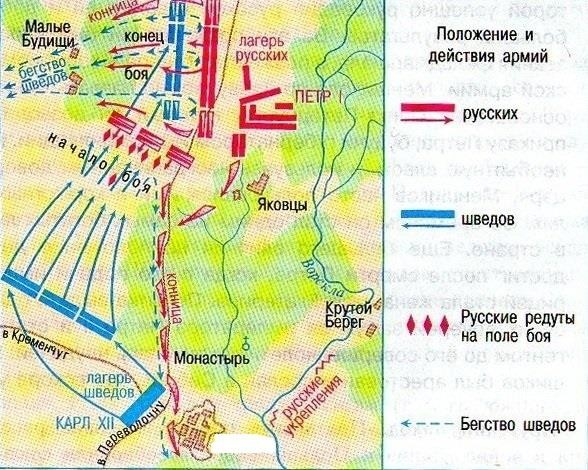 конница
Малые
Будищи
конец
боя
бегство
шведов
лагерь
русских
ПЕТР
начало боя
Яковцы
конница
Ворскла
Крутой
Берег
Монастырь
в Кременчуг
лагерь
шведов
КАРЛ XII
в Переволочну
русские
укрепления
Положение и
действия армий
русских
шведов
Русские редуты
на поле боя
Бегство шведов